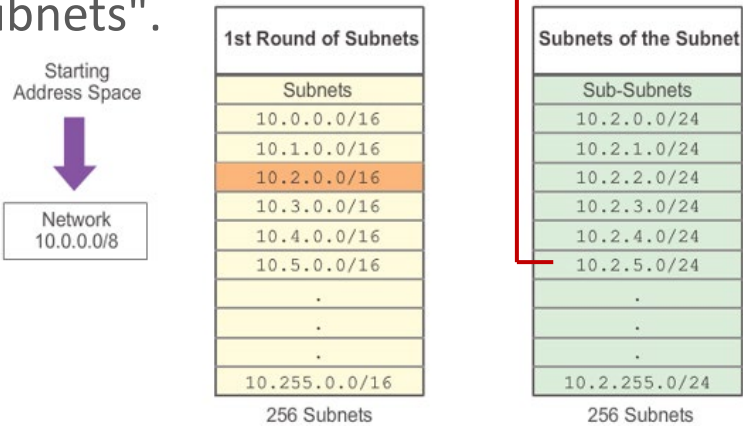 ubnets".
Starting
Address Space
Network
10.0.0.0/8
1st Round of Subnets
Subnets
10.0.0.0/16
10.1.0.0/16
10.2.0.0/16
10.3.0.0/16
10.4.0.0/16
10.5.0.0/16
.
.
.
10.255.0.0/16
256 Subnets
Subnets of the Subnet
Sub-Subnets
10.2.0.0/24
10.2.1.0/24
10.2.2.0/24
10.2.3.0/24
10.2.4.0/24
10.2.5.0/24
.
.
.
10.2.255.0/24
256 Subnets